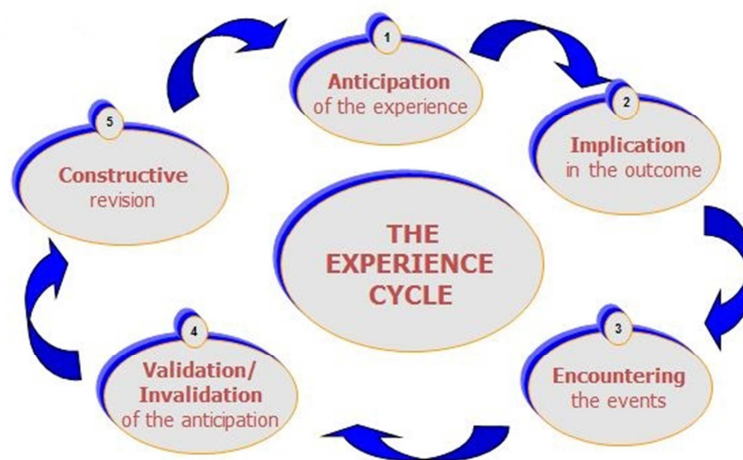 1
Anticipation
of the experience
2
Implication
in the outcome
3
Encountering
the events
4
Validation/
Invalidation
of the anticipation
5
Constructive
revision
THE
EXPERIENCE
CYCLE